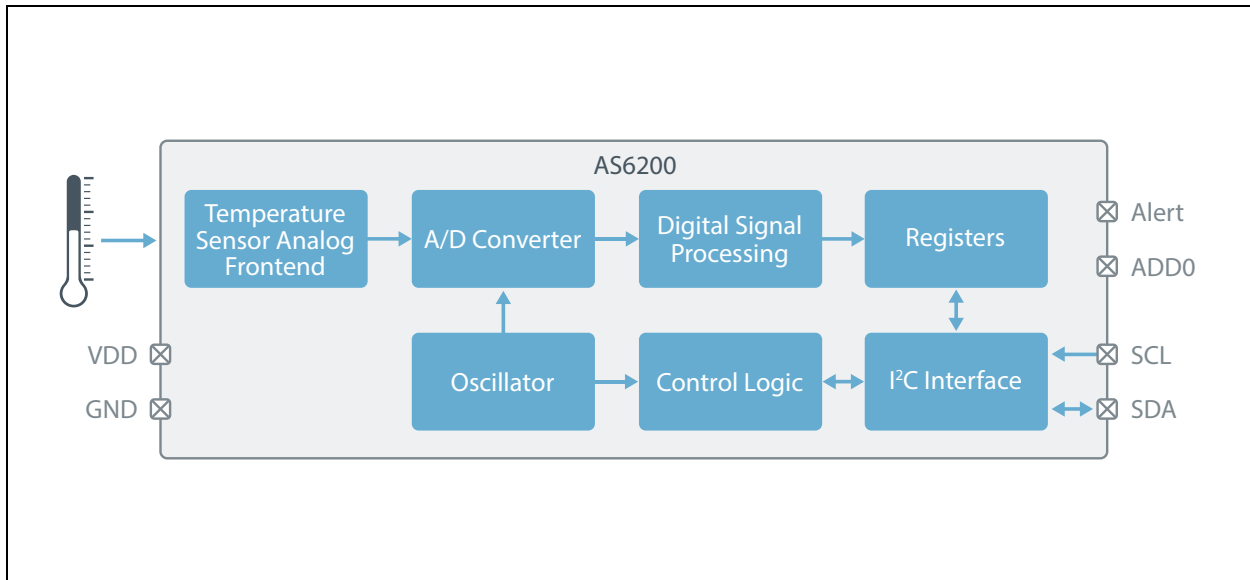 AS6200
Temperature
Sensor Analog
Frontend
A/D Converter
Digital Signal
Processing
Registers
Alert
ADD0
VDD
GND
Oscillator
Control Logic
I²C Interface
SCL
SDA